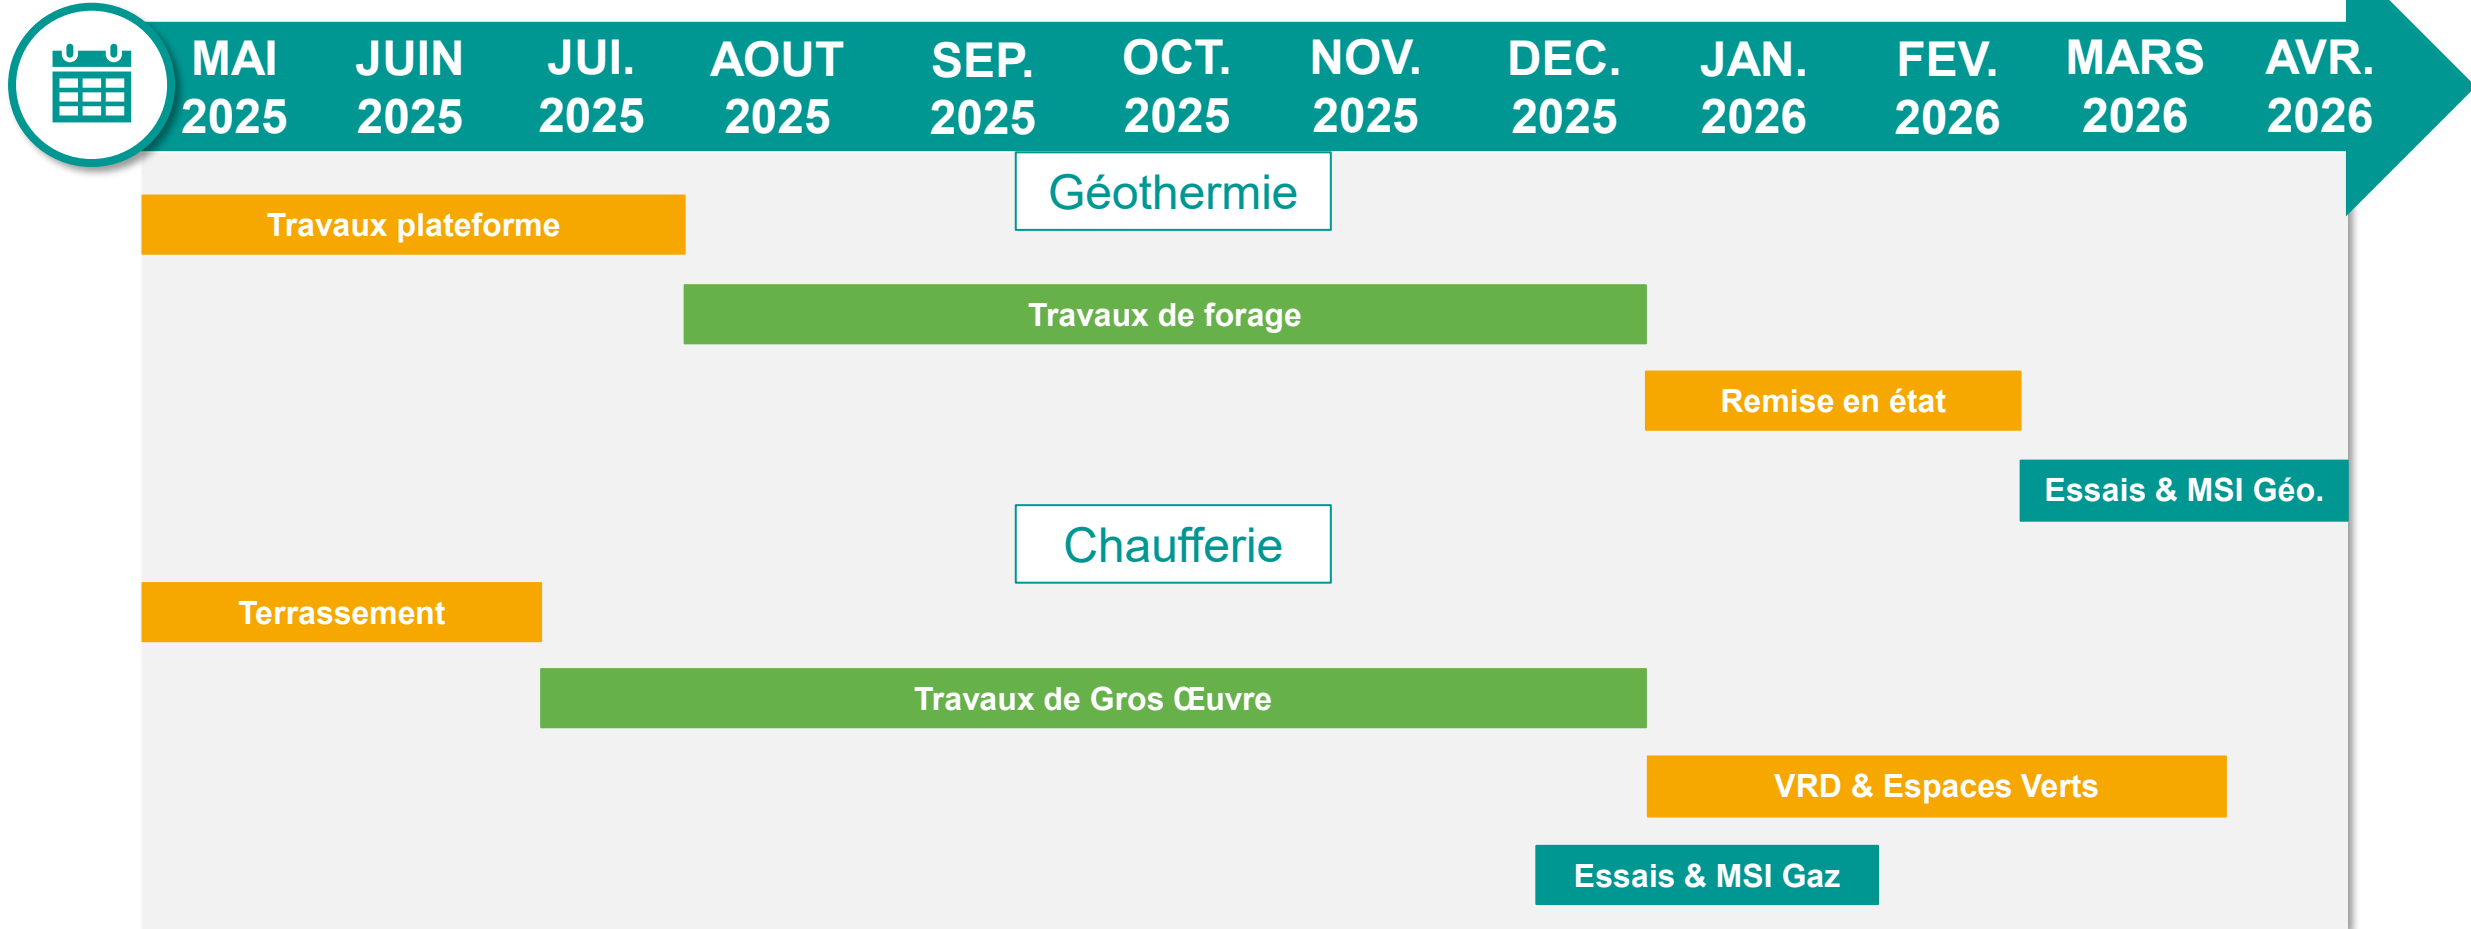 MAI JUIN JUI. AOUT SEP. OCT. NOV. DEC. JAN. FEV. MARS AVR.
2025 2025 2025 2025 2025 2025 2025 2025 2026 2026 2026 2026
Géothermie
Travaux plateforme
Travaux de forage
Remise en état
Essais & MSI Géo.
Chaufferie
Terrassement
Travaux de Gros Œuvre
VRD & Espaces Verts
Essais & MSI Gaz